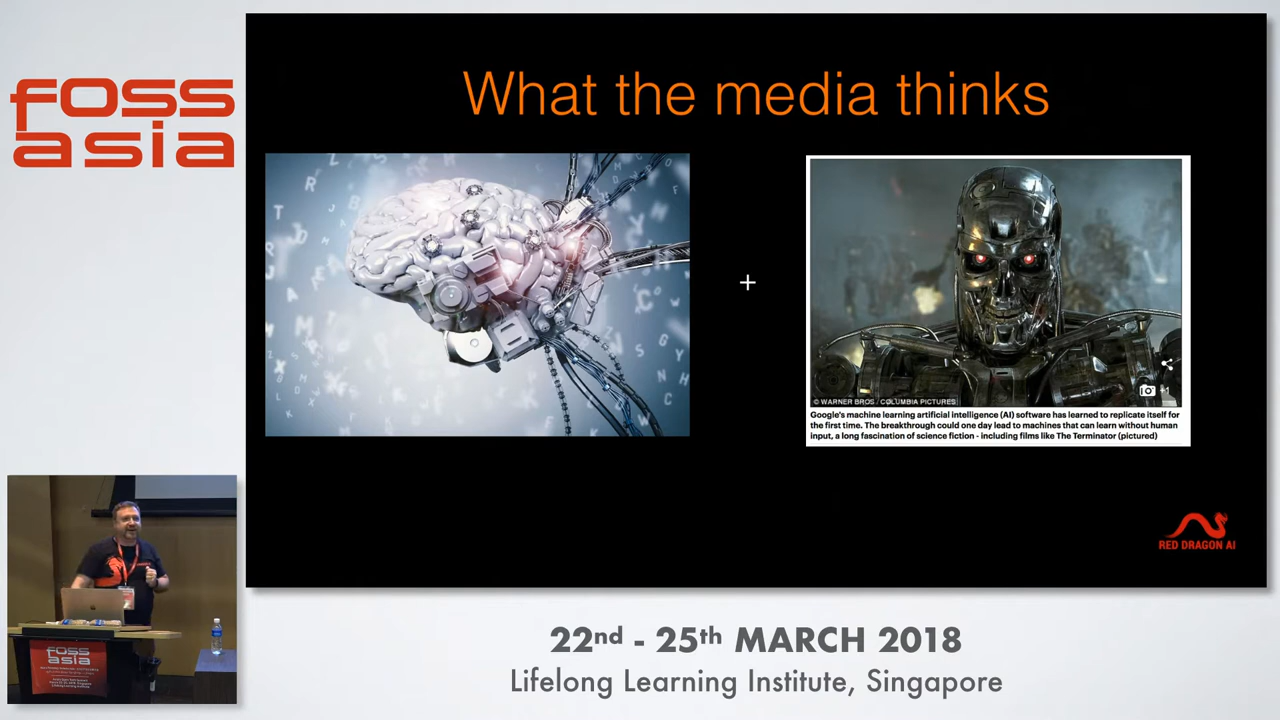 foss
asia
What the media thinks
+
© WARNER BROS / COLUMBIA PICTURES
+1
Google's machine learning artificial intelligence (AI) software has learned to replicate itself for
the first time. The breakthrough could one day lead to machines that can learn without human
input, a long fascination of science fiction - including films like The Terminator (pictured)
RED DRAGON AI
foss
asia
22nd - 25th MARCH 2018
Lifelong Learning Institute, Singapore